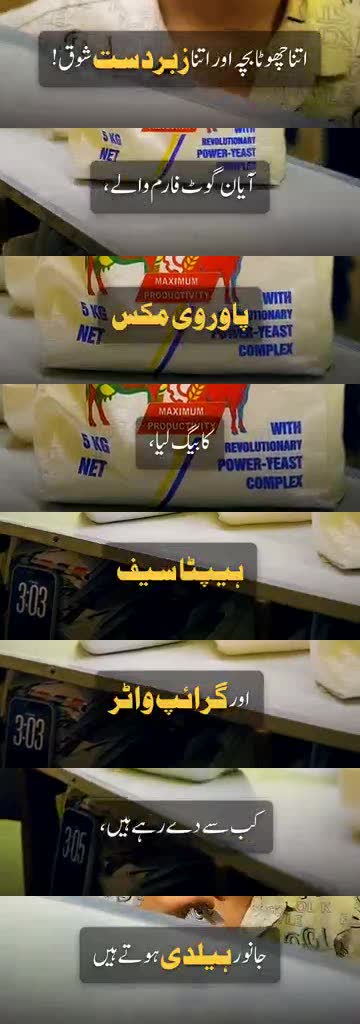 اتنا چھوٹا بچہ اور اتنا زبردست شوق!
5 KG
NET
WITH
REVOLUTIONARY
POWER-YEAST
COMPLEX
آیان گوٹ فارم والے،
MAXIMUM
PRODUCTIVITY
5 KG
NET
WITH
REVOLUTIONARY
POWER-YEAST
COMPLEX
پاوروی مکس
MAXIMUM
PRODUCTIVITY
5 KG
NET
WITH
REVOLUTIONARY
POWER-YEAST
COMPLEX
کا بیگ لیا،
3:03
ہیپٹا سیف
3:03
اور گرائپ واٹر
3:05
کب سے دے رہے ہیں،
جانور ہیلدی ہوتے ہیں